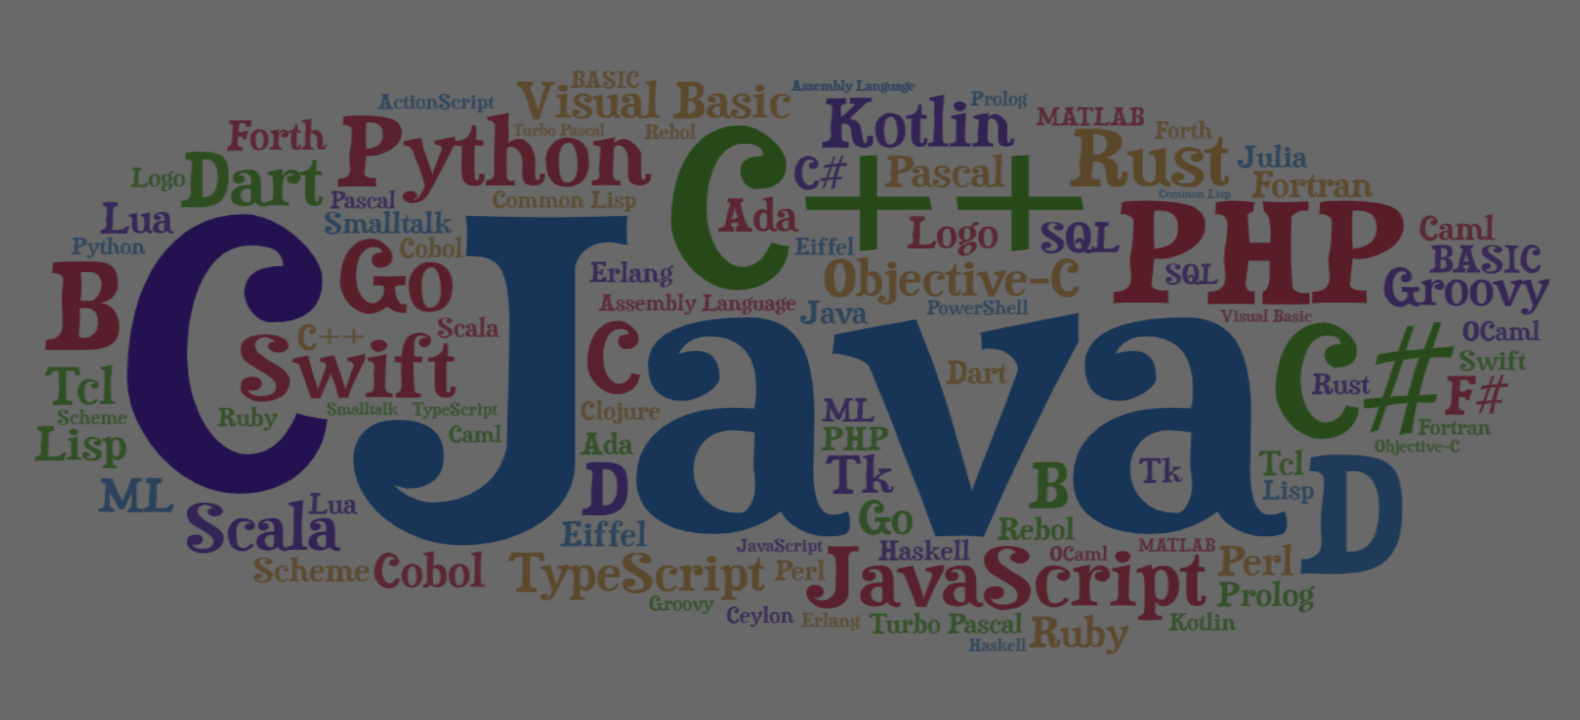 BASIC
Assembly Language
ActionScript
Visual Basic
Kotlin
Prolog
MATLAB
Forth
Python
Turbo Pascal
Rebol
C++
Rust
Forth
Julia
Logo
Dart
Pascal
Common Lisp
C#
Pascal
Common Lisp
Fortran
Lua
Smalltalk
Ada
Logo
SQL
PHP
Caml
Python
C
Cobol
Java
Eiffel
BASIC
B
Go
Erlang
Objective-C
SQL
Groovy
Assembly Language
Java
PowerShell
Visual Basic
C++
Scala
C
C#
OCaml
Swift
Dart
Rust
Swift
F#
Tcl
Scheme
Ruby
Smalltalk
TypeScript
Clojure
ML
Fortran
Lisp
Caml
Ada
PHP
Objective-C
ML
D
Tk
B
Tk
Tcl
Lisp
D
Scala
Lua
Eiffel
Go
Rebol
Scheme
Cobol
TypeScript
JavaScript
Perl
Haskell
OCaml
MATLAB
JavaScript
Perl
Groovy
Prolog
Ceylon
Erlang
Turbo Pascal
Ruby
Kotlin
Haskell